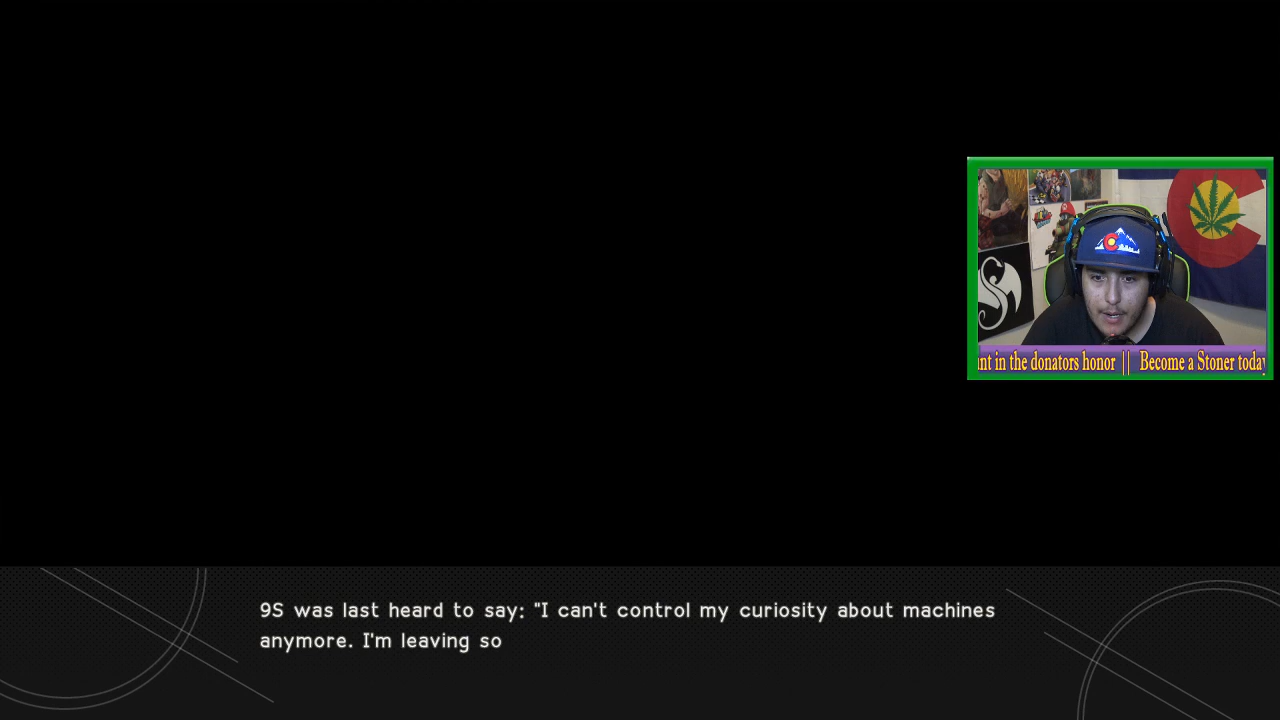 int in the donators honor || Become a Stoner today
9S was last heard to say: "I can't control my curiosity about machines
anymore. I'm leaving so